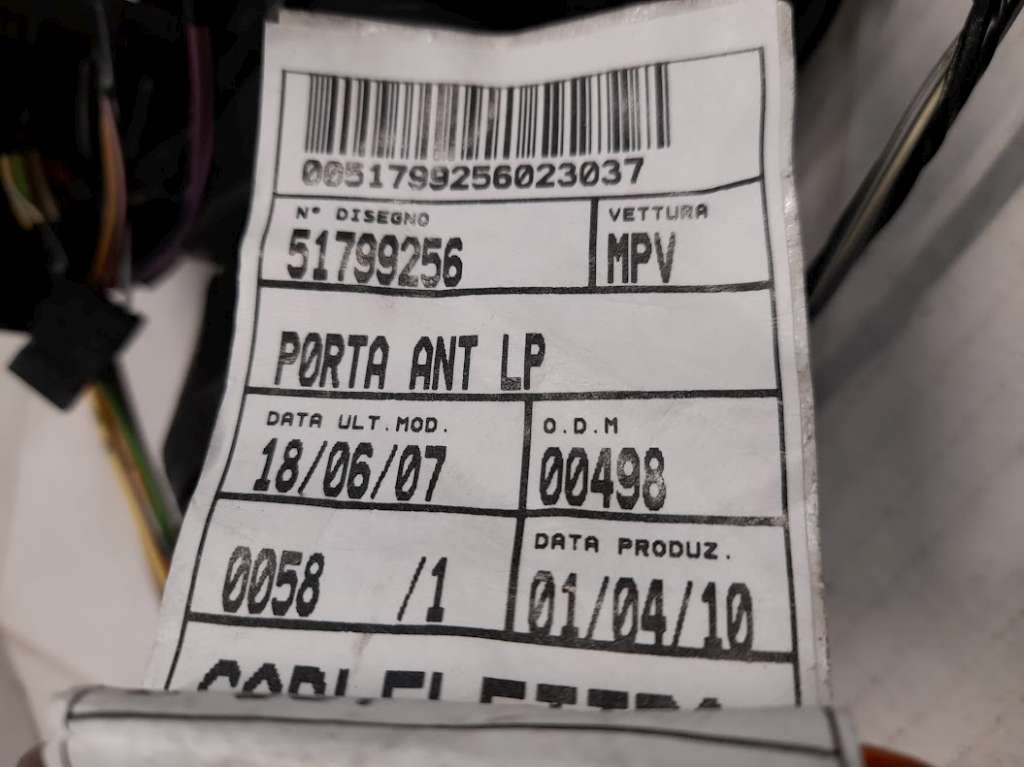 0051799256023037
N° DISEGNO
51799256
VETTURA
MPV
PORTA ANT LP
DATA ULT.MOD.
18/06/07
O.D.M
00498
0058 /1
DATA PRODUZ.
01/04/10